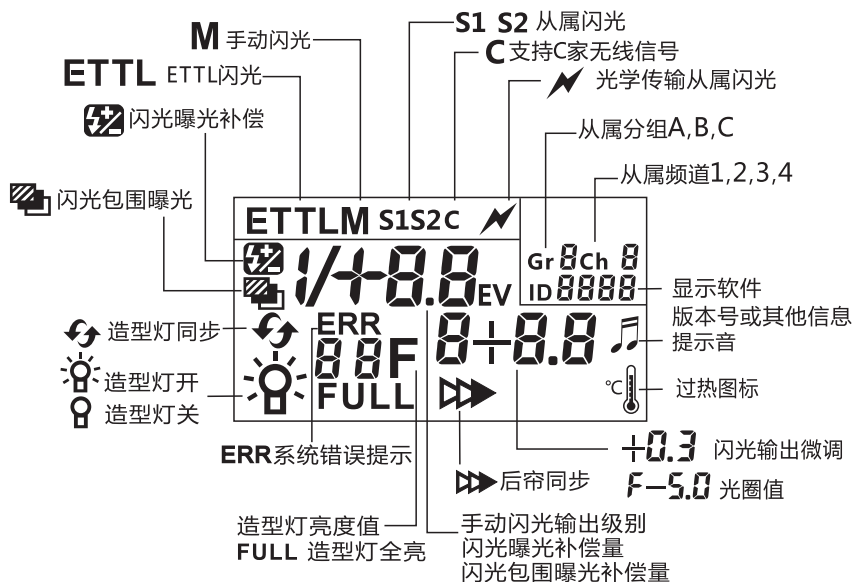 S1 S2 从属闪光
M 手动闪光
C 支持C家无线信号
ETTL ETTL闪光
光学传输从属闪光
闪光曝光补偿
从属分组A,B,C
从属频道1,2,3,4
闪光包围曝光
ETTLM S1S2C
1/+8.8EV
Gr 8 Ch 8
ID8888
显示软件
版本号或其他信息
造型灯同步
ERR
8+8.8
提示音
88F
造型灯开
℃
过热图标
造型灯关
FULL
ERR系统错误提示
+0.3 闪光输出微调
后帘同步
F-5.0 光圈值
造型灯亮度值
FULL 造型灯全亮
手动闪光输出级别
闪光曝光补偿量
闪光包围曝光补偿量